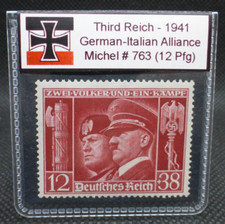 Third Reich - 1941
German-Italian Alliance
Michel # 763 (12 Pfg)
ZWEI VÖLKER UND EIN KAMPF
12 Deutsches Reich 38